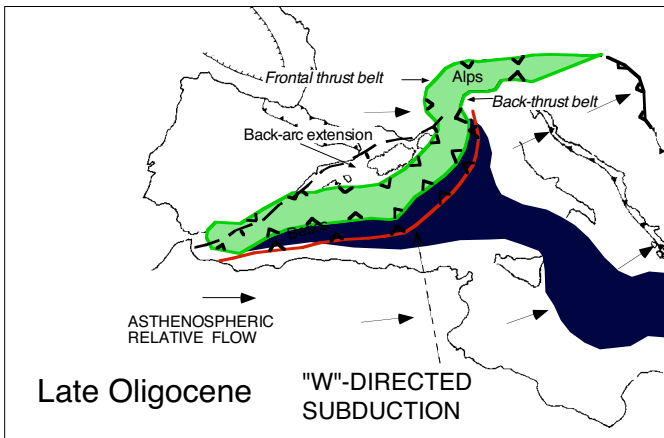 Frontal thrust belt
Alps
Back-thrust belt
Back-arc extension
ASTHENOSPHERIC
RELATIVE FLOW
Late Oligocene
"W"-DIRECTED
SUBDUCTION